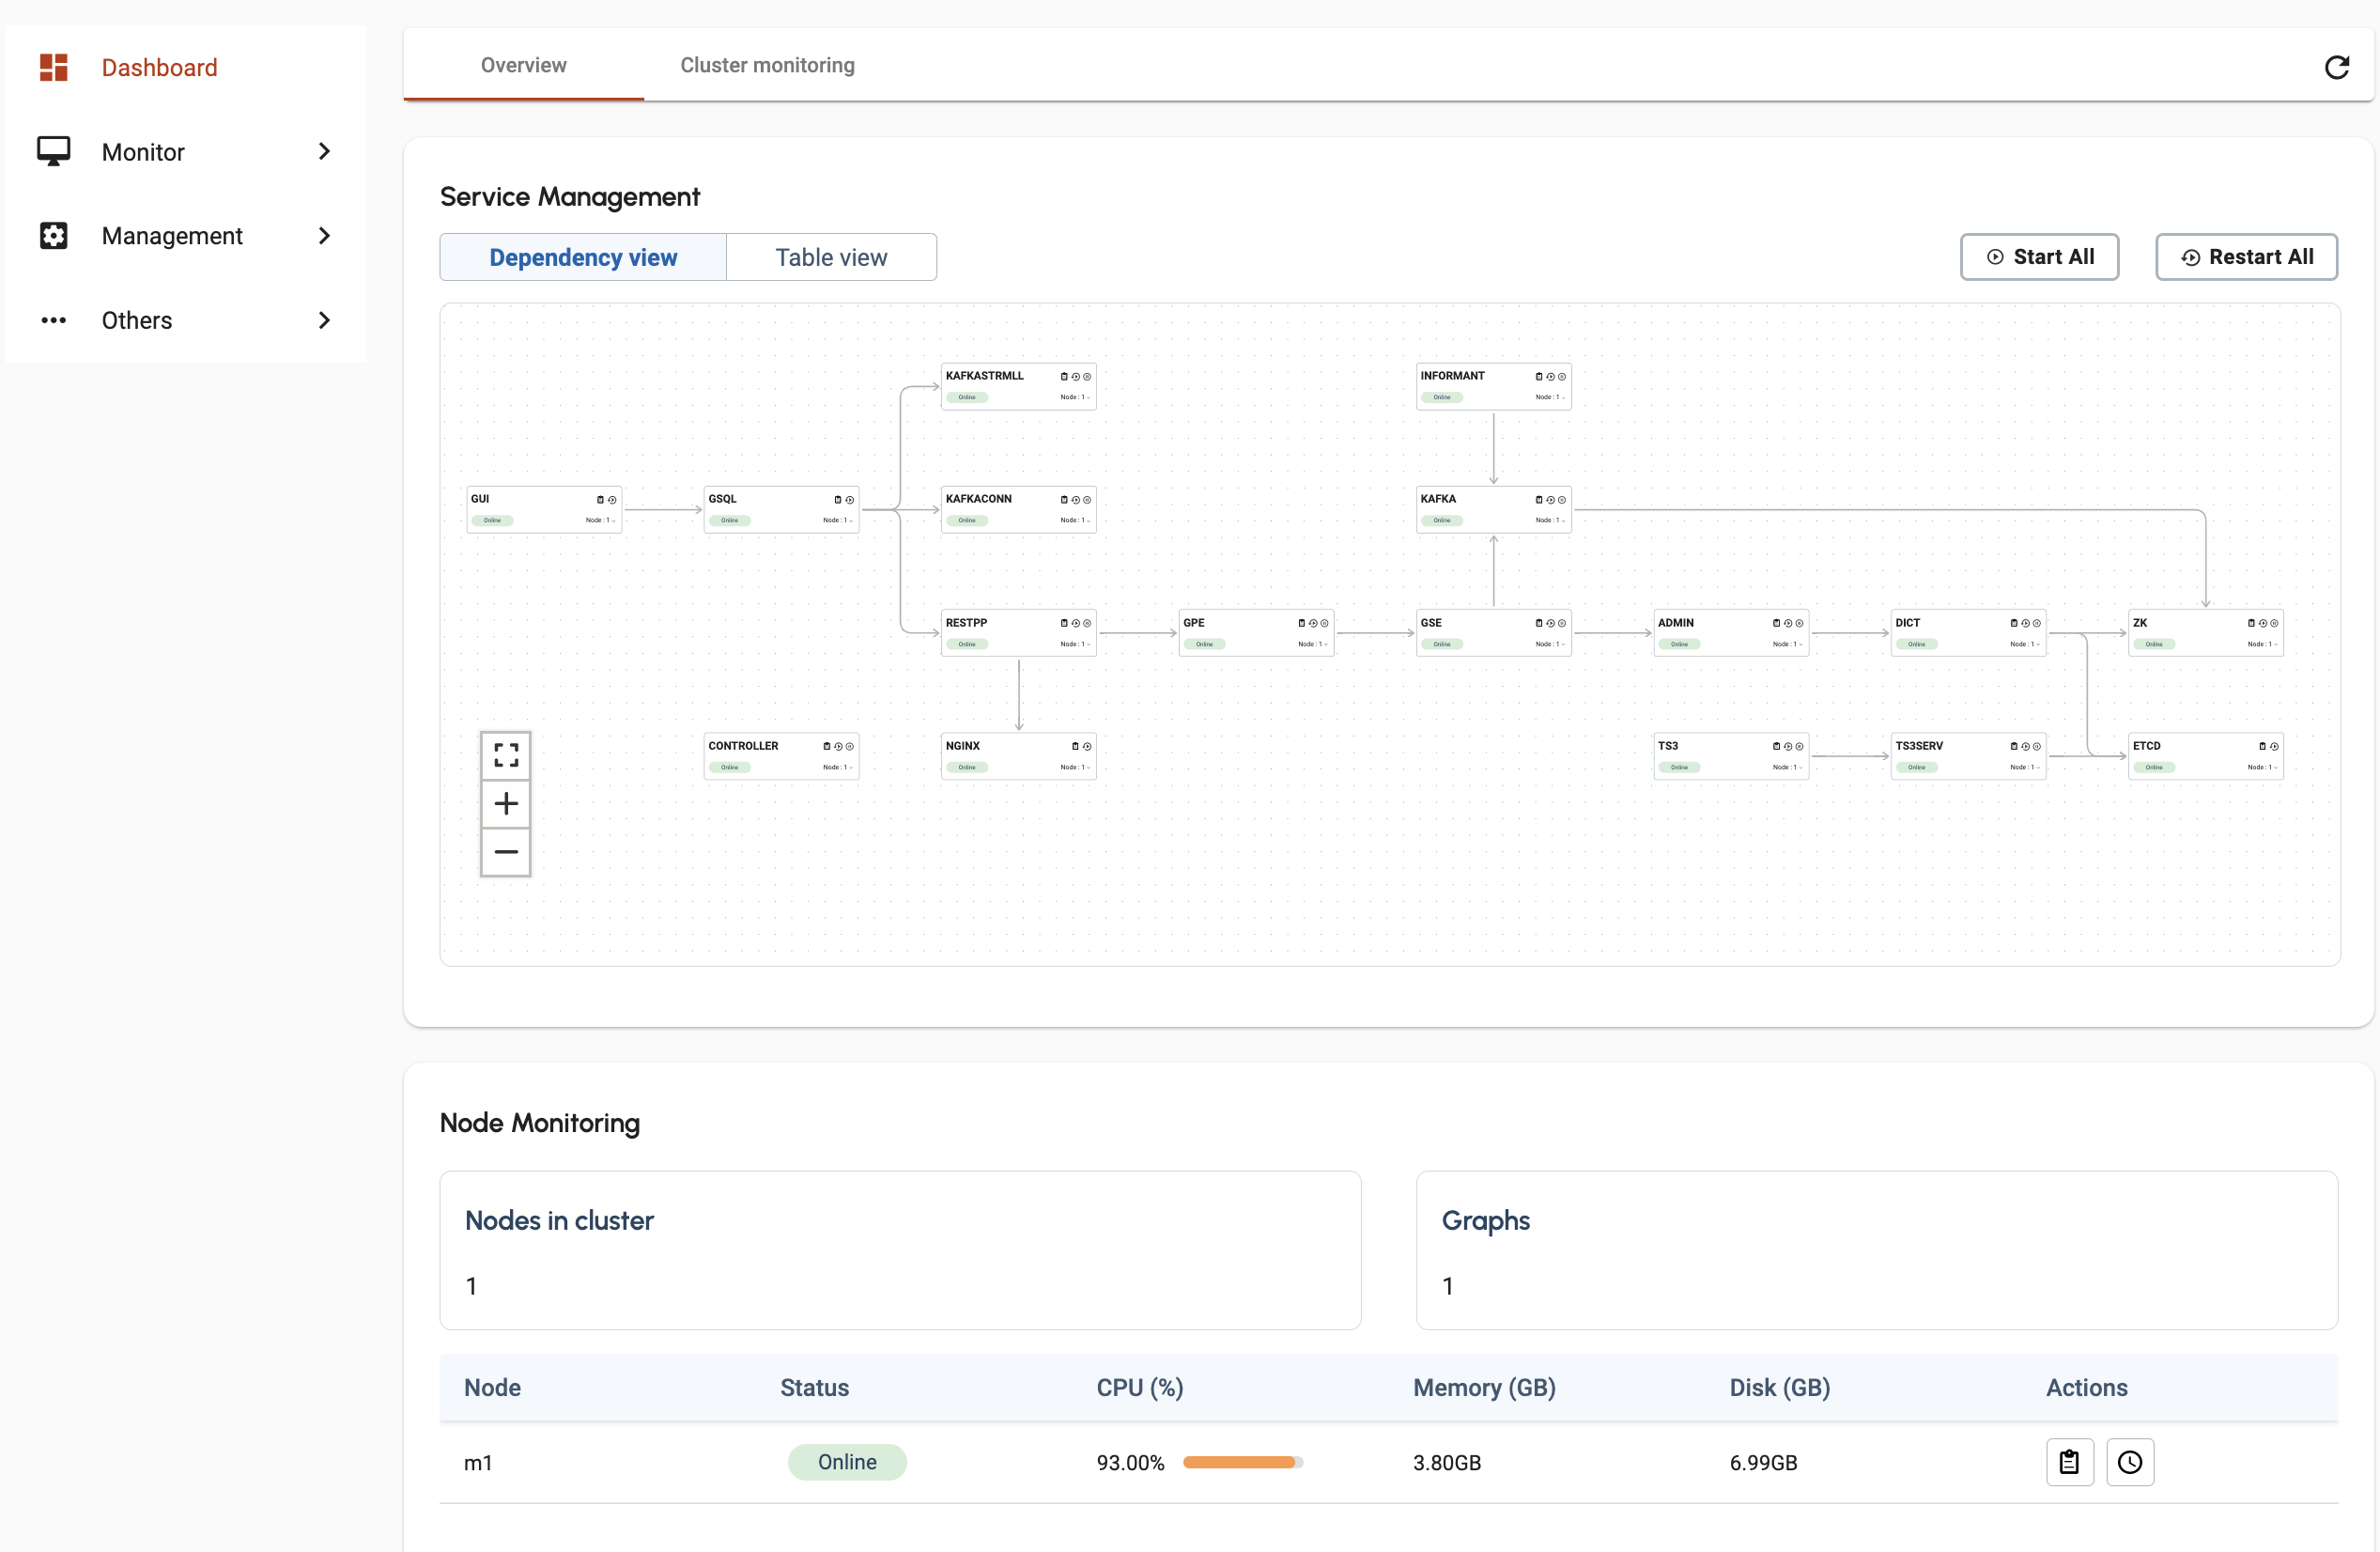 Dashboard
Monitor
Management
Others
Overview
Cluster monitoring
Service Management
Dependency view
Table view
Start All
Restart All
KAFKASTRMLL
Online
Node : 1
INFORMANT
Online
Node : 1
GUI
Online
Node : 1
GSQL
Online
Node : 1
KAFKACONN
Online
Node : 1
KAFKA
Online
Node : 1
RESTPP
Online
Node : 1
GPE
Online
Node : 1
GSE
Online
Node : 1
ADMIN
Online
Node : 1
DICT
Online
Node : 1
ZK
Online
Node : 1
CONTROLLER
Online
Node : 1
NGINX
Online
Node : 1
TS3
Online
Node : 1
TS3SERV
Online
Node : 1
ETCD
Online
Node : 1
Node Monitoring
Nodes in cluster
1
Graphs
1
Node Status CPU (%) Memory (GB) Disk (GB) Actions
m1 Online 93.00% 3.80GB 6.99GB